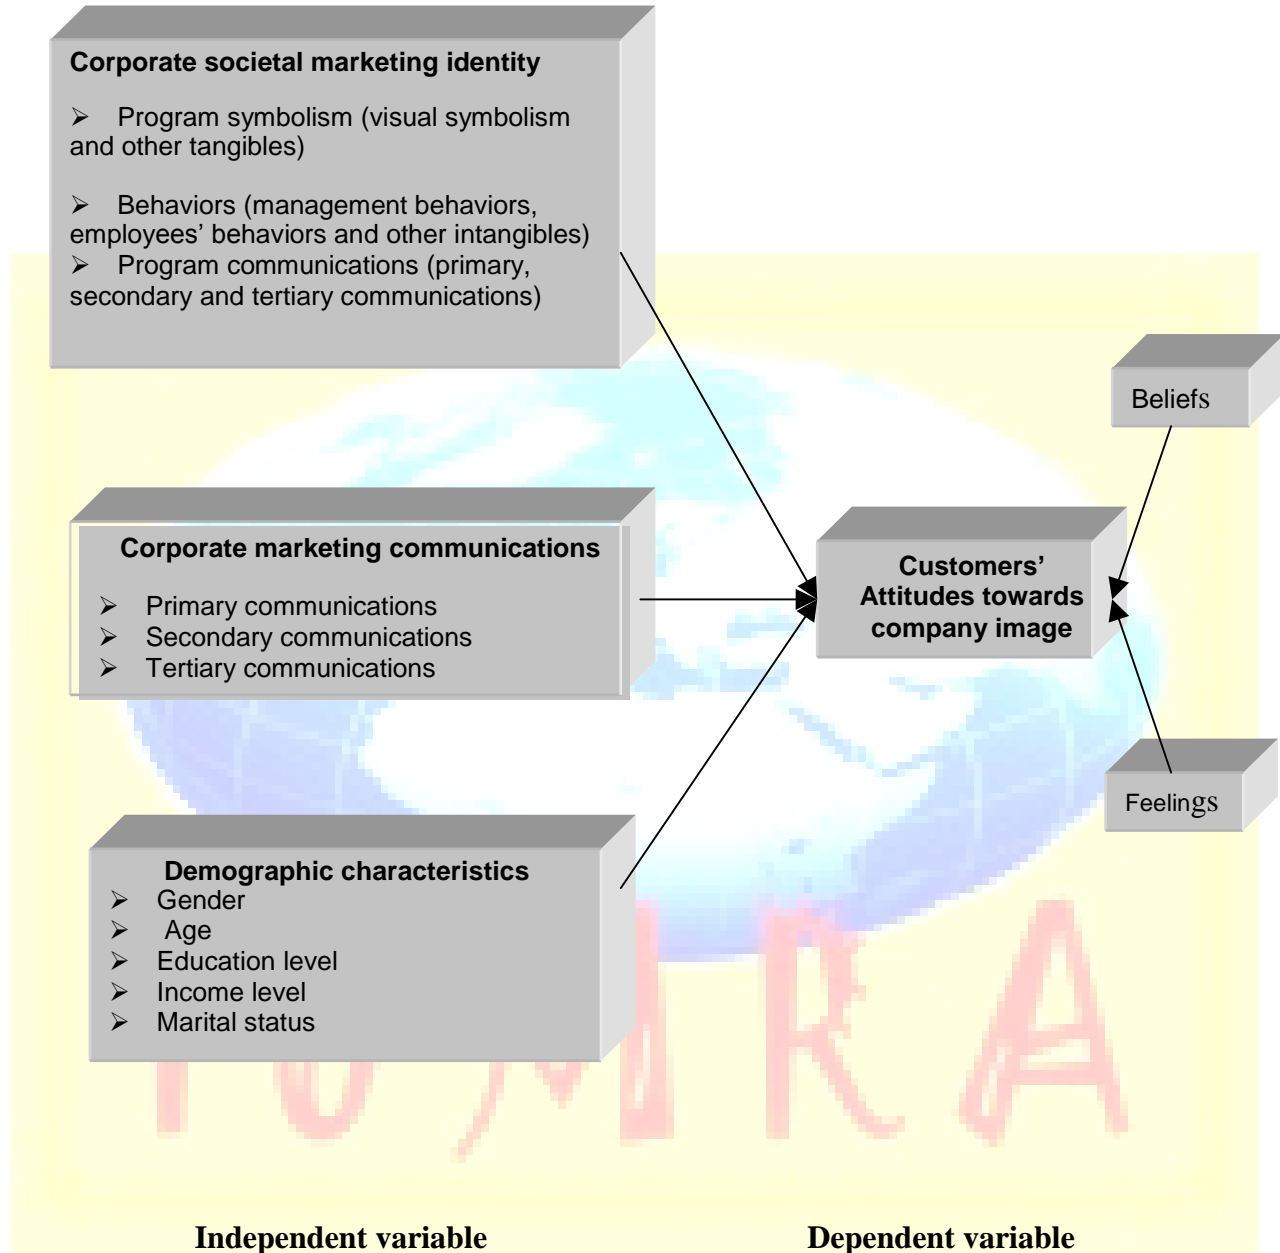 Corporate societal marketing identity
➢ Program symbolism (visual symbolism
and other tangibles)
➢ Behaviors (management behaviors,
employees’ behaviors and other intangibles)
➢ Program communications (primary,
secondary and tertiary communications)
Beliefs
Corporate marketing communications
➢ Primary communications
➢ Secondary communications
➢ Tertiary communications
Customers’
Attitudes towards
company image
Feelings
Demographic characteristics
➢ Gender
➢ Age
➢ Education level
➢ Income level
➢ Marital status
Independent variable
Dependent variable